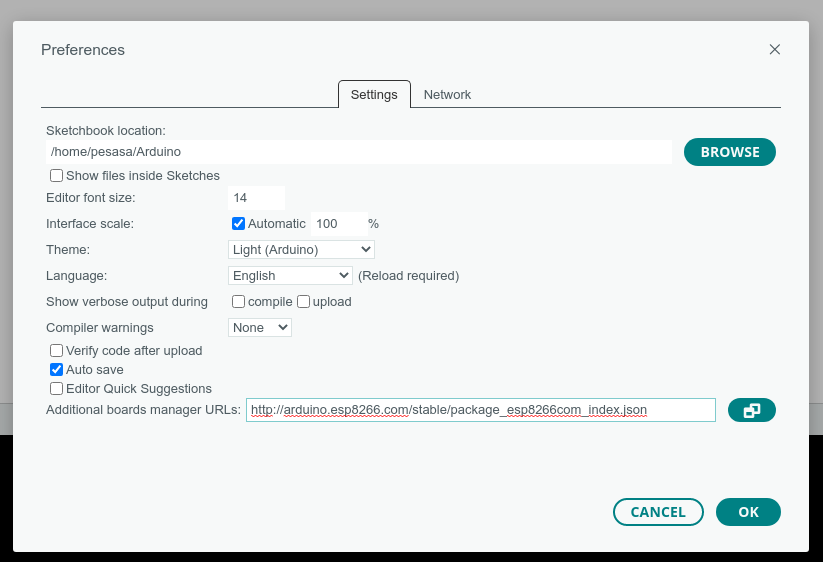 Preferences
Settings Network
Sketchbook location:
/home/pesasa/Arduino BROWSE
Show files inside Sketches
Editor font size: 14
Interface scale: Automatic 100 %
Theme: Light (Arduino)
Language: English (Reload required)
Show verbose output during compile upload
Compiler warnings None
Verify code after upload
Auto save
Editor Quick Suggestions
Additional boards manager URLs: http://arduino.esp8266.com/stable/package_esp8266com_index.json
CANCEL OK